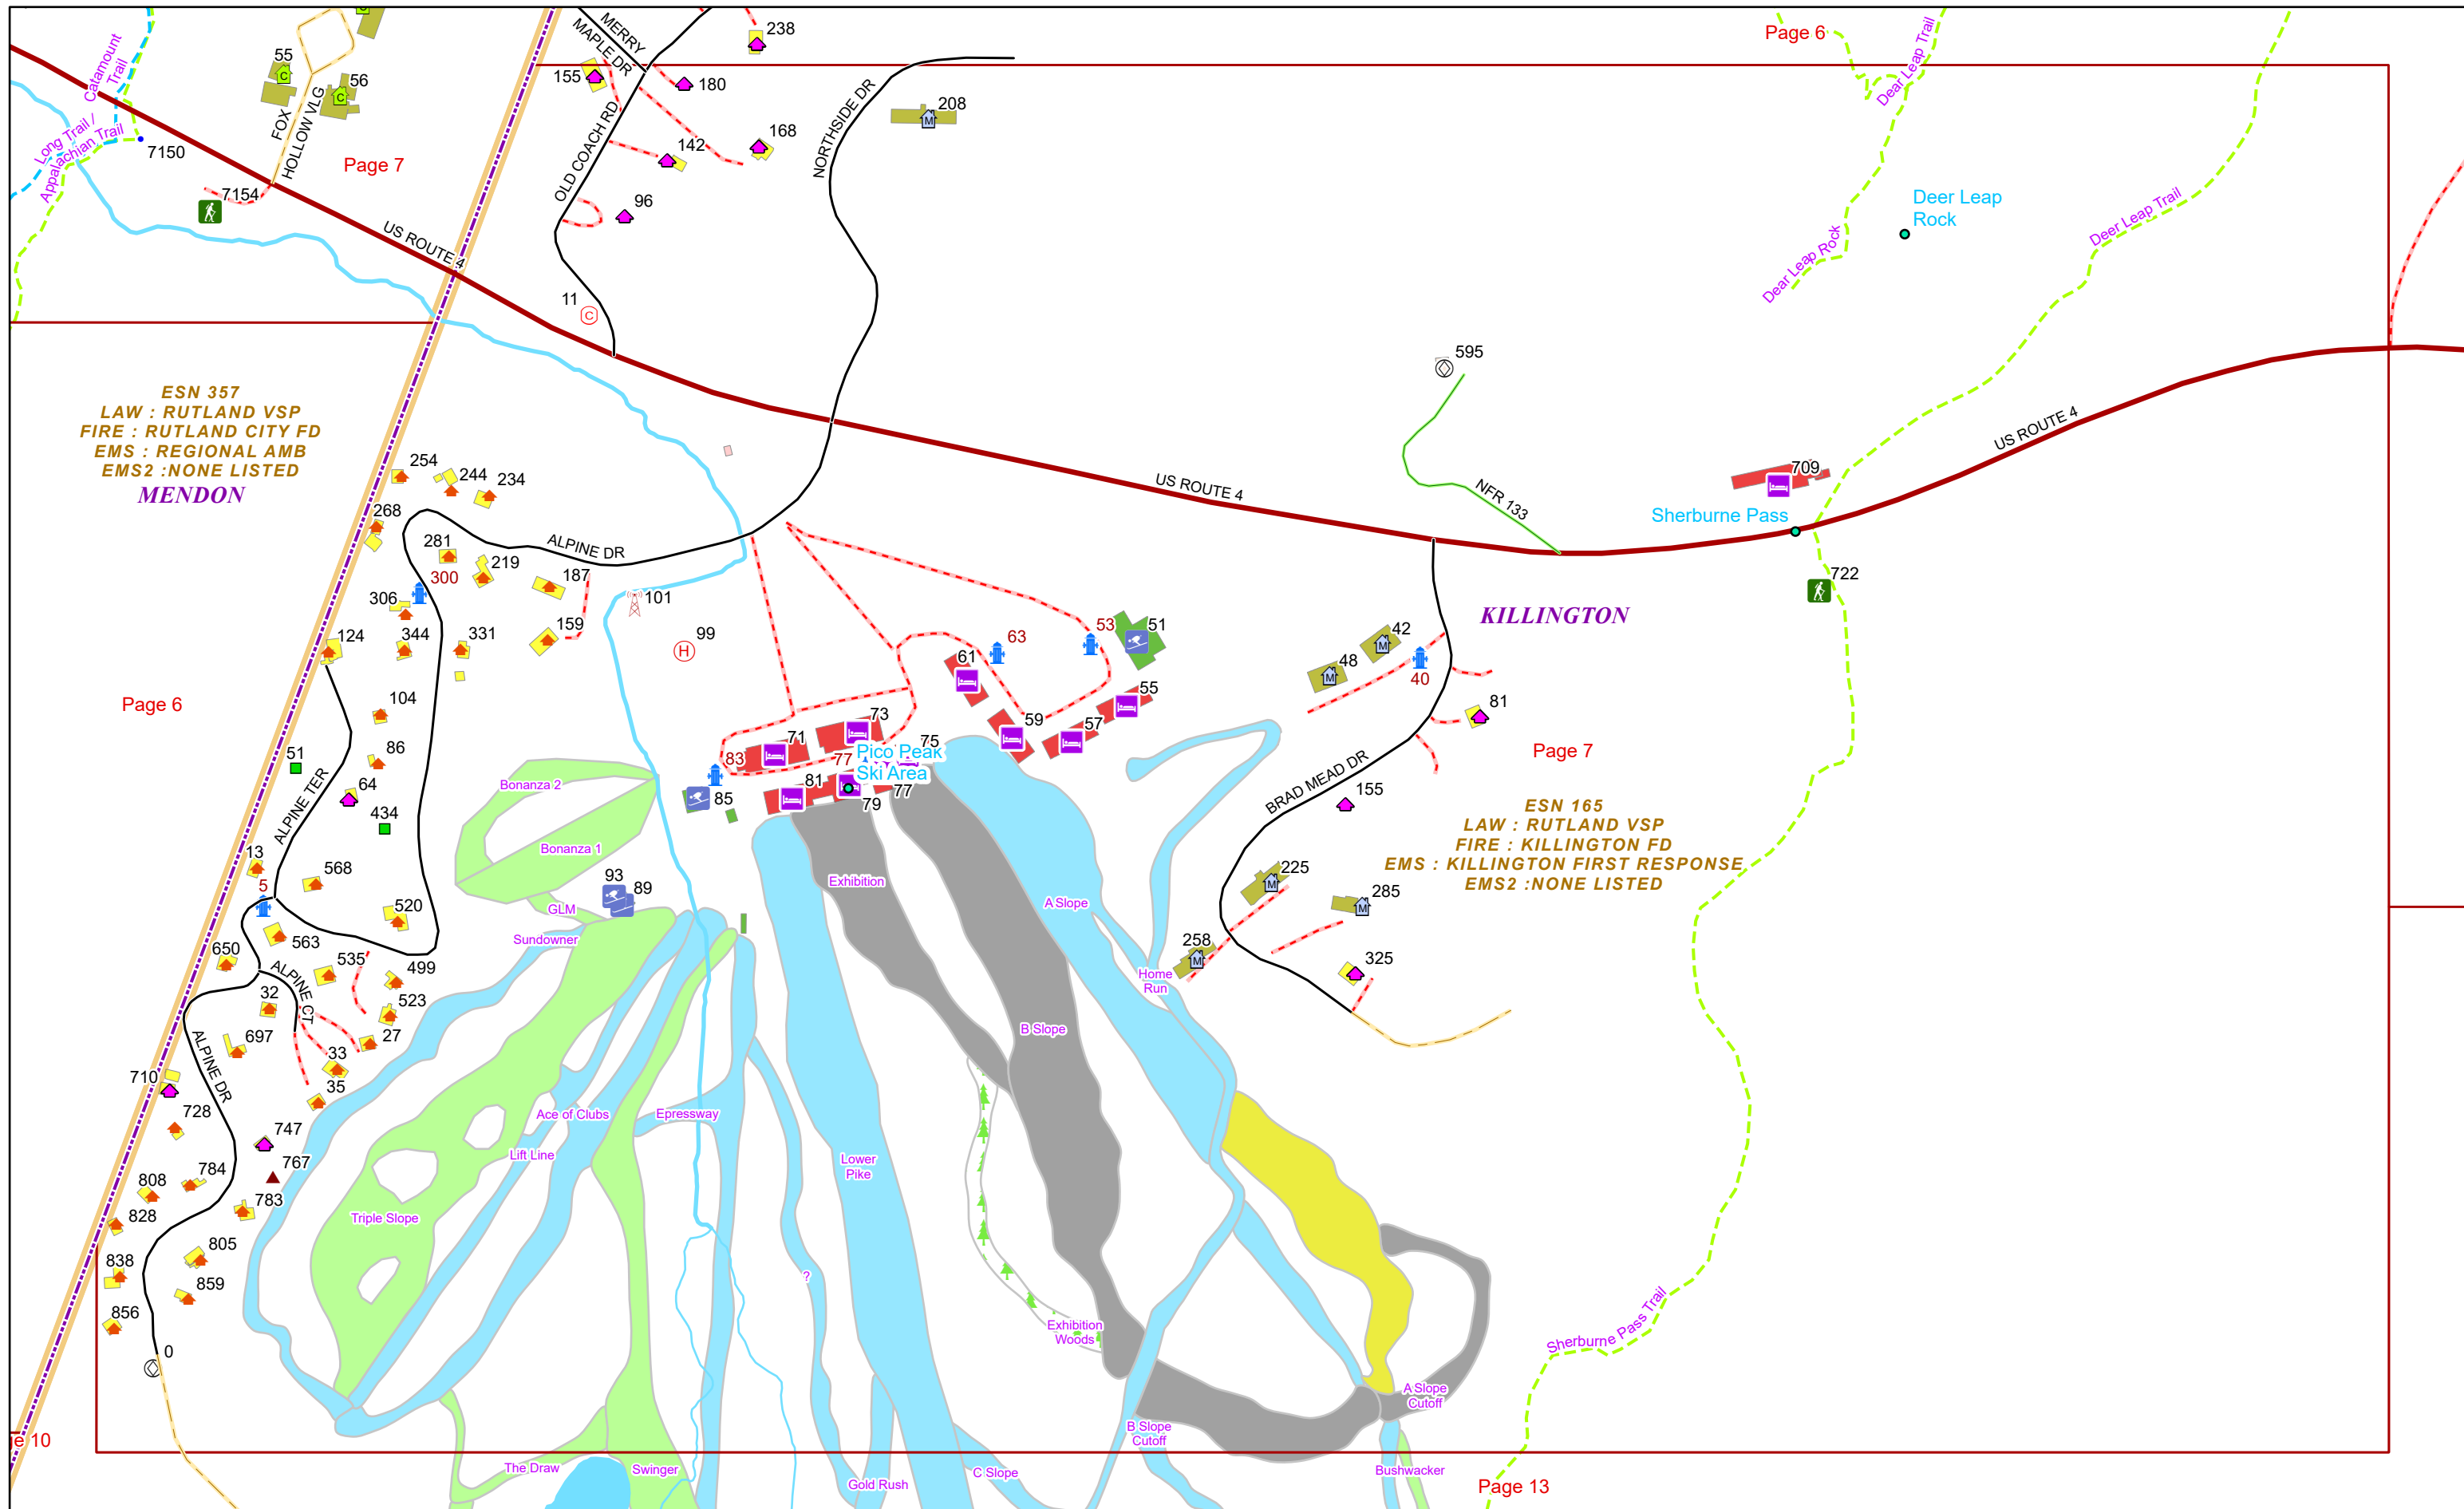 Page 6
238
55
56
MERRY
MAPLE DR
155
180
Catamount
Trail
Long Trail /
Appalachian Trail
7150
FOX
HOLLOW VLG
Page 7
7154
US ROUTE 4
OLD COACH RD
142
168
96
11
NORTHSIDE DR
208
Dear Leap Trail
Deer Leap
Rock
Dear Leap Rock
Deer Leap Trail
595
ESN 357
LAW : RUTLAND VSP
FIRE : RUTLAND CITY FD
EMS : REGIONAL AMB
EMS2 :NONE LISTED
MENDON
254
244
234
268
281
300
219
187
ALPINE DR
306
124
344
331
159
101
99
US ROUTE 4
NFR 133
709
Sherburne Pass
US ROUTE 4
722
KILLINGTON
63
53
51
61
55
59
57
42
48
40
81
Page 6
104
86
51
64
434
ALPINE TER
73
71
83
Pico Peak
Ski Area
75
77
77
79
81
85
Page 7
BRAD MEAD DR
155
ESN 165
LAW : RUTLAND VSP
FIRE : KILLINGTON FD
EMS : KILLINGTON FIRST RESPONSE
EMS2 :NONE LISTED
Bonanza 2
Bonanza 1
13
5
568
520
563
93
89
GLM
Sundowner
Exhibition
A Slope
225
285
258
325
Home
Run
650
535
499
ALPINE CT
32
523
27
697
33
35
ALPINE DR
710
728
747
767
784
808
783
828
805
838
859
856
0
B Slope
Ace of Clubs
Epressway
Lift Line
Lower
Pike
Triple Slope
?
Exhibition
Woods
Sherburne Pass Trail
A Slope
Cutoff
B Slope
Cutoff
ge 10
The Draw
Swinger
Gold Rush
C Slope
Bushwacker
Page 13